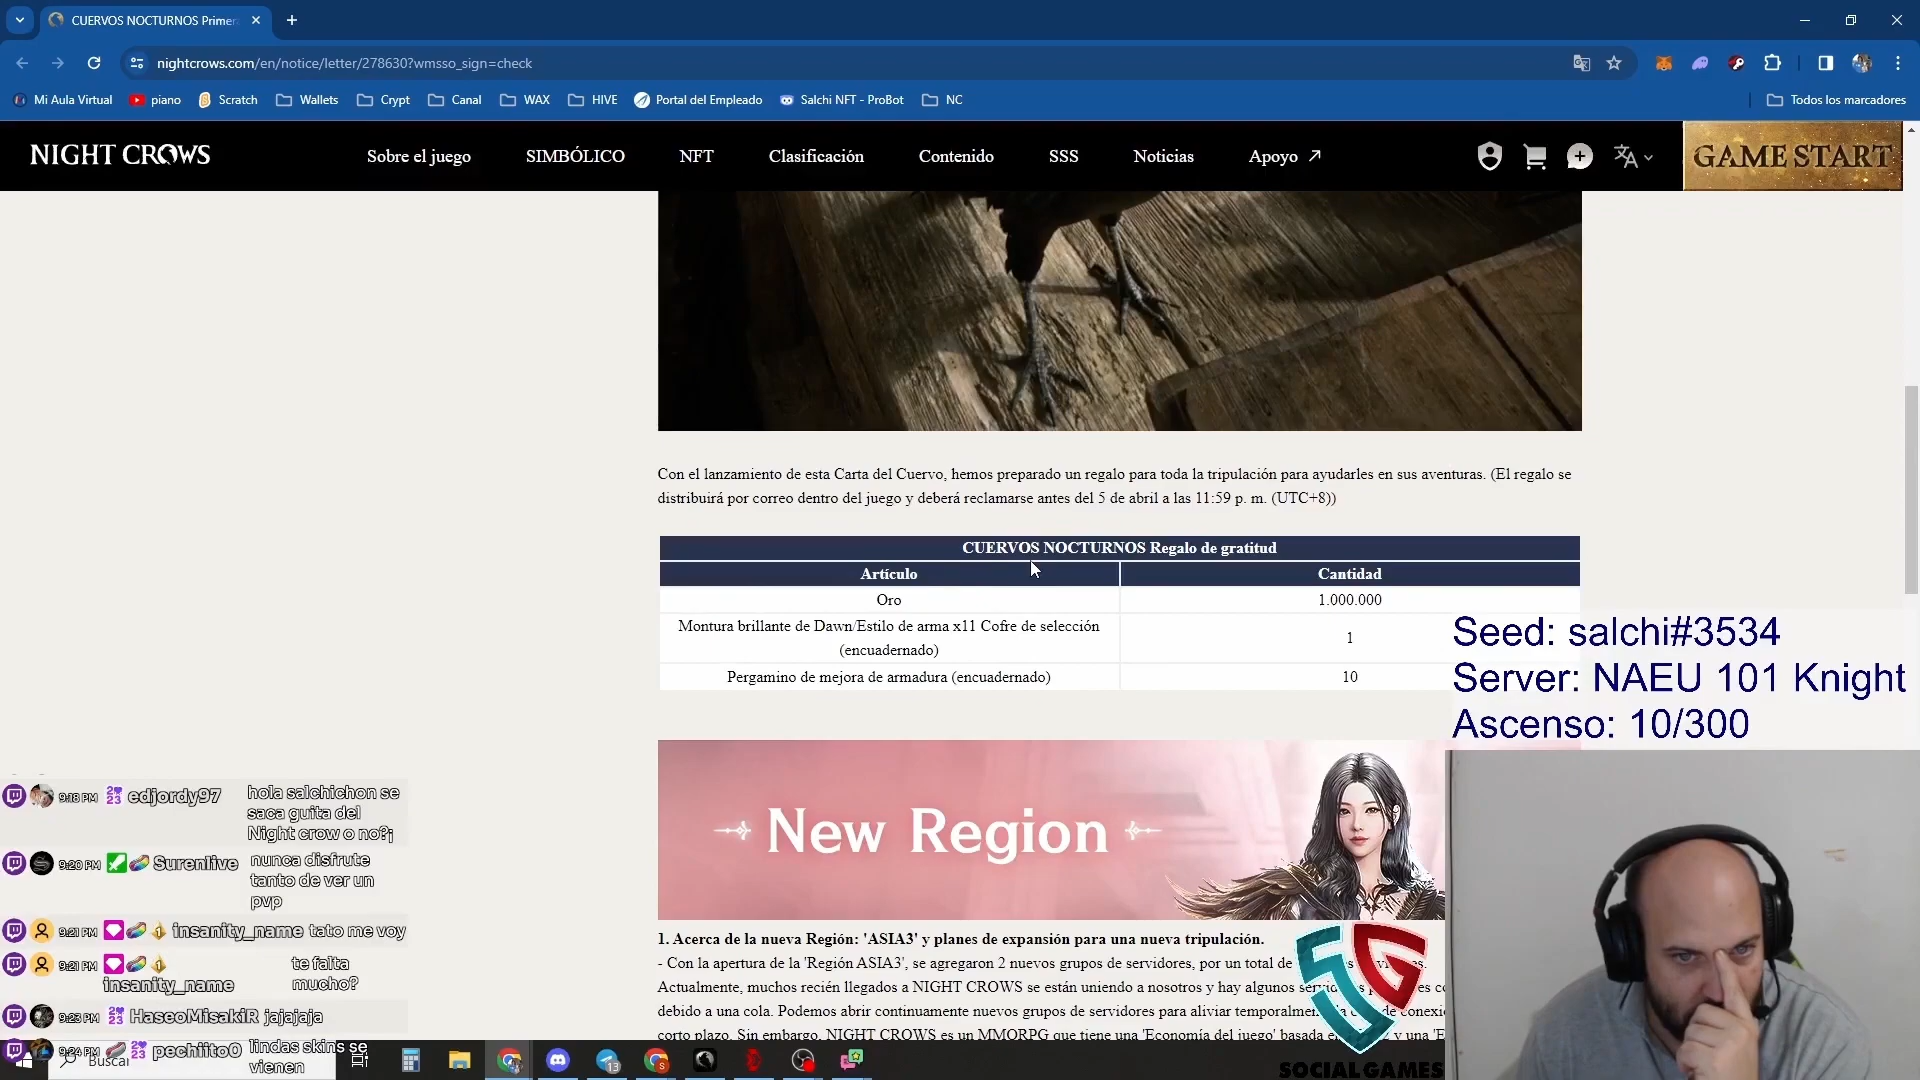 CUERVOS NOCTURNOS Primer
nightcrows.com/en/notice/letter/278630?wmsso_sign=check
Mi Aula Virtual piano Scratch Wallets Crypt Canal WAX HIVE Portal del Empleado Salchi NFT - ProBot NC Todos los marcadores
NIGHT CROWS Sobre el juego SIMBÓLICO NFT Clasificación Contenido SSS Noticias Apoyo GAME START
Con el lanzamiento de esta Carta del Cuervo, hemos preparado un regalo para toda la tripulación para ayudarles en sus aventuras. (El regalo se
distribuirá por correo dentro del juego y deberá reclamarse antes del 5 de abril a las 11:59 p. m. (UTC+8))
CUERVOS NOCTURNOS Regalo de gratitud
Artículo Cantidad
Oro 1.000.000
Montura brillante de Dawn/Estilo de arma x11 Cofre de selección
(encuadernado) 1
Pergamino de mejora de armadura (encuadernado) 10
Seed: salchi#3534
Server: NAEU 101 Knight
Ascenso: 10/300
New Region
1. Acerca de la nueva Región: 'ASIA3' y planes de expansión para una nueva tripulación.
- Con la apertura de la 'Región ASIA3', se agregaron 2 nuevos grupos de servidores, por un total de
Actualmente, muchos recién llegados a NIGHT CROWS se están uniendo a nosotros y hay algunos
debido a una cola. Podemos abrir continuamente nuevos grupos de servidores para aliviar
corto plazo. Sin embargo, NIGHT CROWS es un MMORPG que tiene una 'Economía del juego' basada
9:18 PM edjordy97 hola salchichon se
saca guita del
Night crow o no?¡
9:20 PM Surenlive nunca disfrute
tanto de ver un
pvp
9:21 PM insanity_name tato me voy
9:21 PM insanity_name te falta
mucho?
9:23 PM HaseoMisakiR jajajaja
9:24 PM pechiito0 lindas skins se
vienen
Buscar
13
SOCIAL GAMES